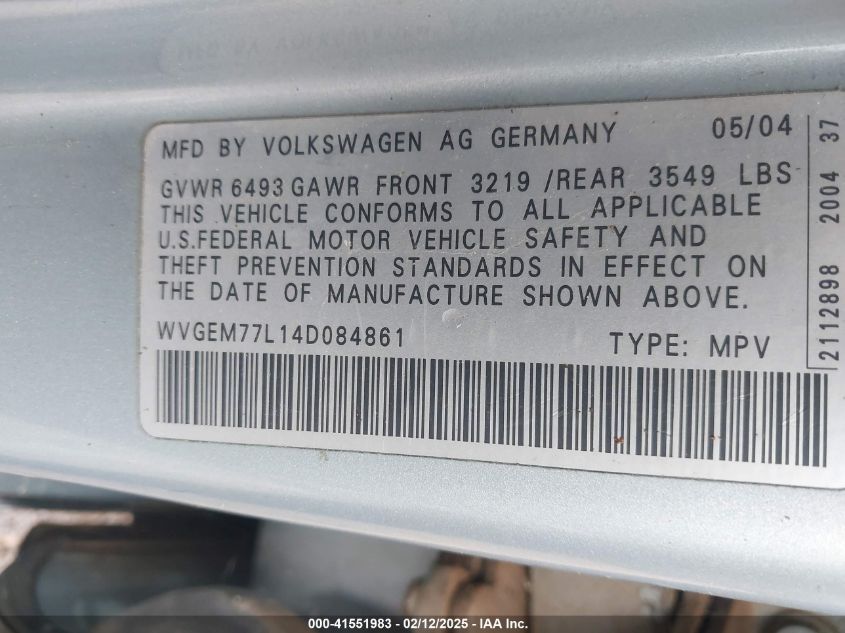 MFD BY VOLKSWAGEN AG GERMANY 05/04
GVWR 6493 GAWR FRONT 3219 /REAR 3549 LBS
THIS VEHICLE CONFORMS TO ALL APPLICABLE
U.S.FEDERAL MOTOR VEHICLE SAFETY AND
THEFT PREVENTION STANDARDS IN EFFECT ON
THE DATE OF MANUFACTURE SHOWN ABOVE.
WVGEM77L14D084861 TYPE: MPV
2112898 2004 37
000-41551983 - 02/12/2025 - IAA Inc.